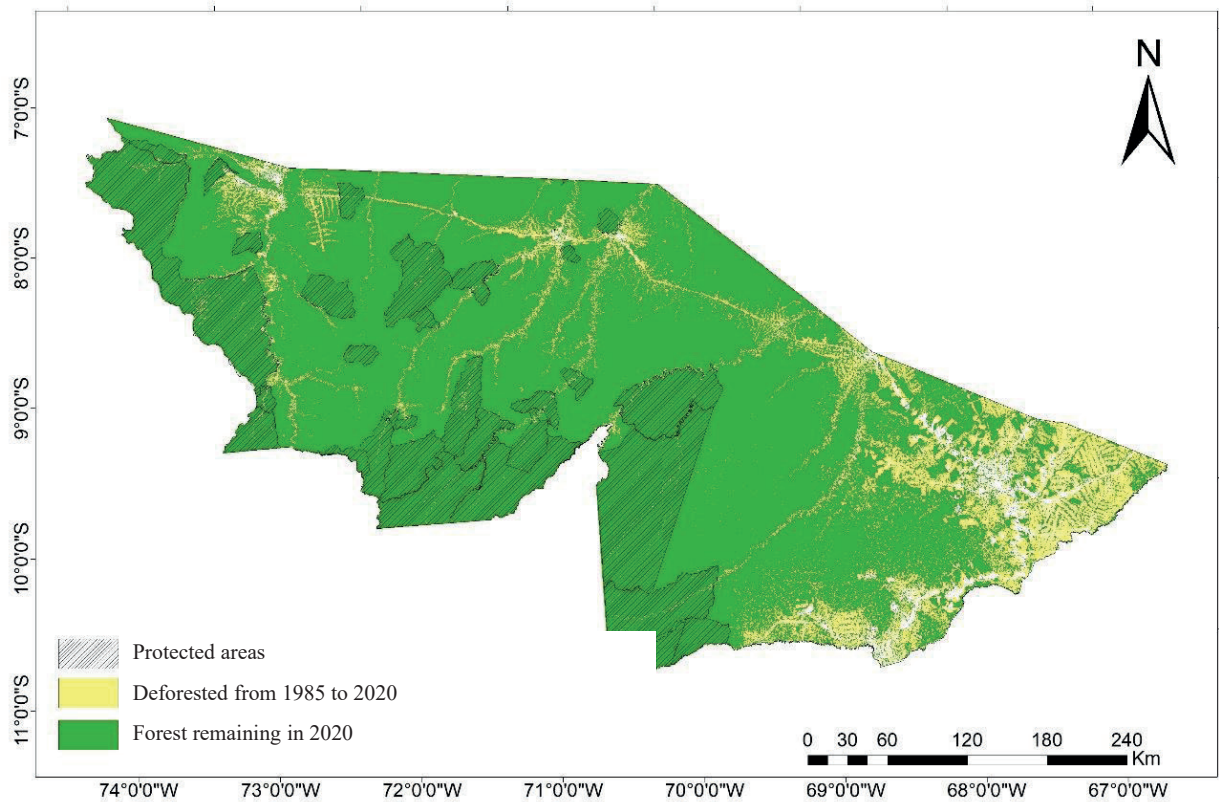 N
7°0'0"S
8°0'0"S
9°0'0"S
10°0'0"S
11°0'0"S
Protected areas
Deforested from 1985 to 2020
Forest remaining in 2020
0 30 60 120 180 240
Km
74°0'0"W 73°0'0"W 72°0'0"W 71°0'0"W 70°0'0"W 69°0'0"W 68°0'0"W 67°0'0"W